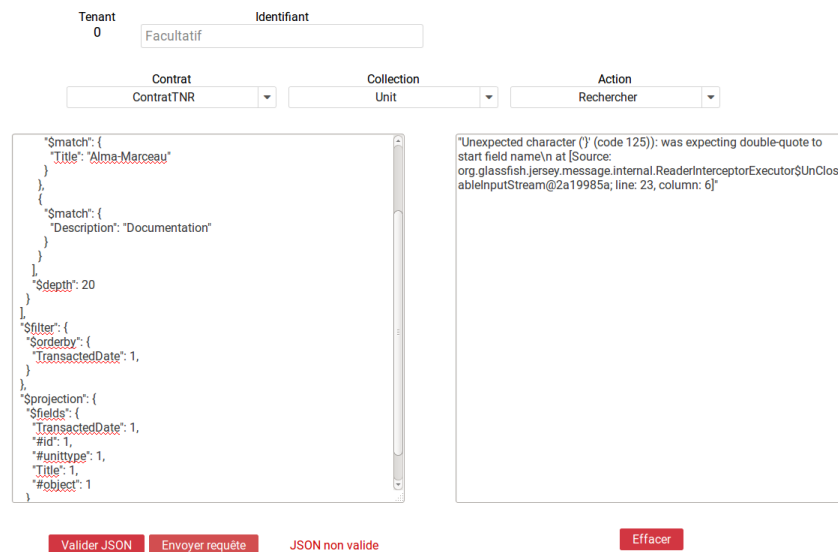 Tenant
Identifiant
0
Facultatif
Contrat
Collection
Action
ContratTNR
Unit
Rechercher
"$match": {
"Title": "Alma-Marceau"
}
},
{
"$match": {
"Description": "Documentation"
}
}
],
"$depth": 20
}
],
"$filter": {
"$orderby": {
"TransactedDate": 1,
}
},
"$projection": {
"$fields": {
"TransactedDate": 1,
"#id": 1,
"#unittype": 1,
"Title": 1,
"#object": 1
}
"Unexpected character ('}' (code 125)): was expecting double-quote to
start field name\n at [Source:
org.glassfish.jersey.message.internal.ReaderInterceptorExecutor$UnClos
ableInputStream@2a19985a; line: 23, column: 6]"
Valider JSON
Envoyer requête
JSON non valide
Effacer